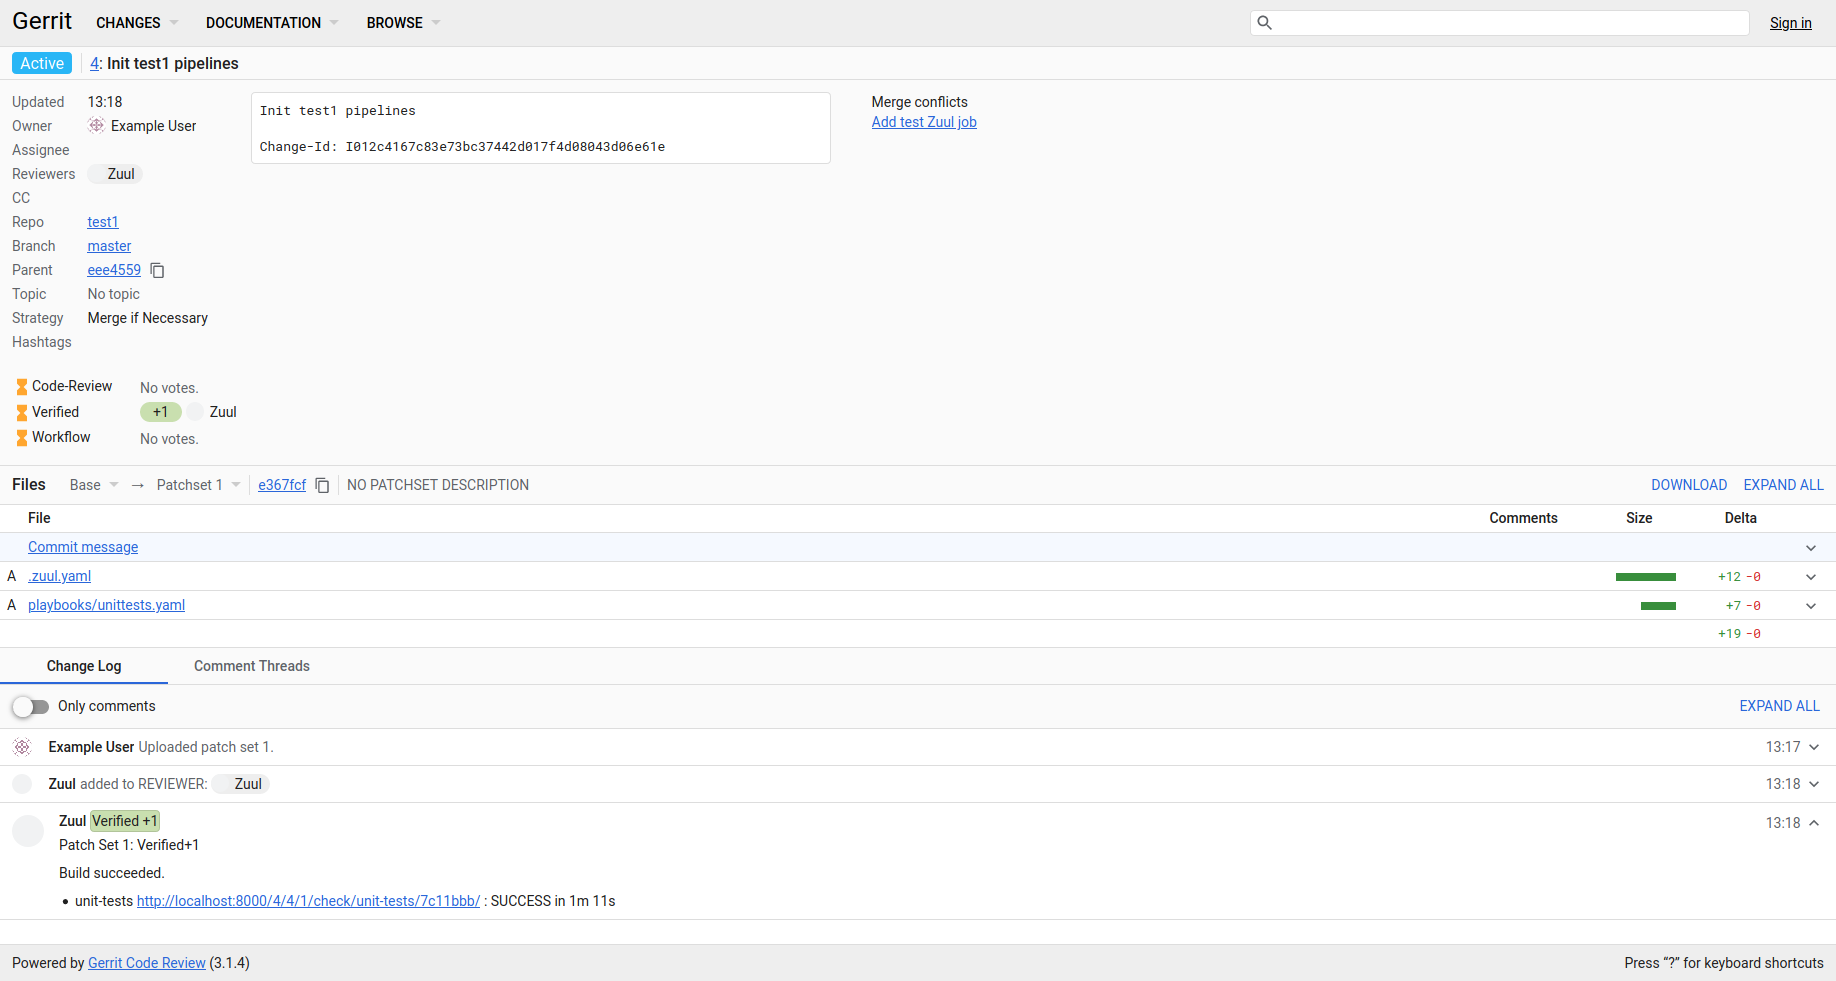 Gerrit CHANGES DOCUMENTATION BROWSE Sign in
Active 4: Init test1 pipelines
Updated 13:18
Owner Example User
Assignee
Reviewers Zuul
CC
Repo test1
Branch master
Parent eee4559
Topic No topic
Strategy Merge if Necessary
Hashtags
Init test1 pipelines
Change-Id: I012c4167c83e73bc37442d017f4d08043d06e61e
Merge conflicts
Add test Zuul job
Code-Review No votes.
Verified +1 Zuul
Workflow No votes.
Files Base → Patchset 1 e367fcf NO PATCHSET DESCRIPTION DOWNLOAD EXPAND ALL
File Comments Size Delta
Commit message
A .zuul.yaml +12 -0
A playbooks/unittests.yaml +7 -0
+19 -0
Change Log Comment Threads
Only comments EXPAND ALL
Example User Uploaded patch set 1. 13:17
Zuul added to REVIEWER: Zuul 13:18
Zuul Verified +1 13:18
Patch Set 1: Verified+1
Build succeeded.
• unit-tests http://localhost:8000/4/4/1/check/unit-tests/7c11bbb/ : SUCCESS in 1m 11s
Powered by Gerrit Code Review (3.1.4) Press “?” for keyboard shortcuts